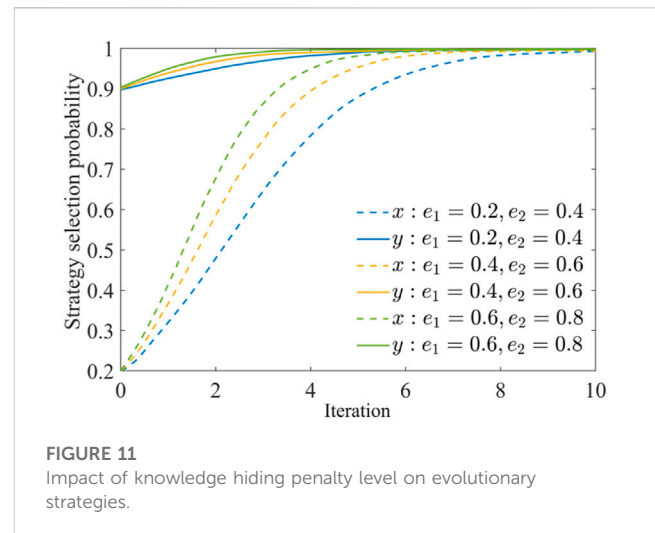 1
0.9
0.8
0.7
0.6
0.5
0.4
0.3
0.2
Strategy selection probability
x : e₁ = 0.2, e₂ = 0.4
y : e₁ = 0.2, e₂ = 0.4
x : e₁ = 0.4, e₂ = 0.6
y : e₁ = 0.4, e₂ = 0.6
x : e₁ = 0.6, e₂ = 0.8
y : e₁ = 0.6, e₂ = 0.8
0 2 4 6 8 10
Iteration
FIGURE 11
Impact of knowledge hiding penalty level on evolutionary
strategies.